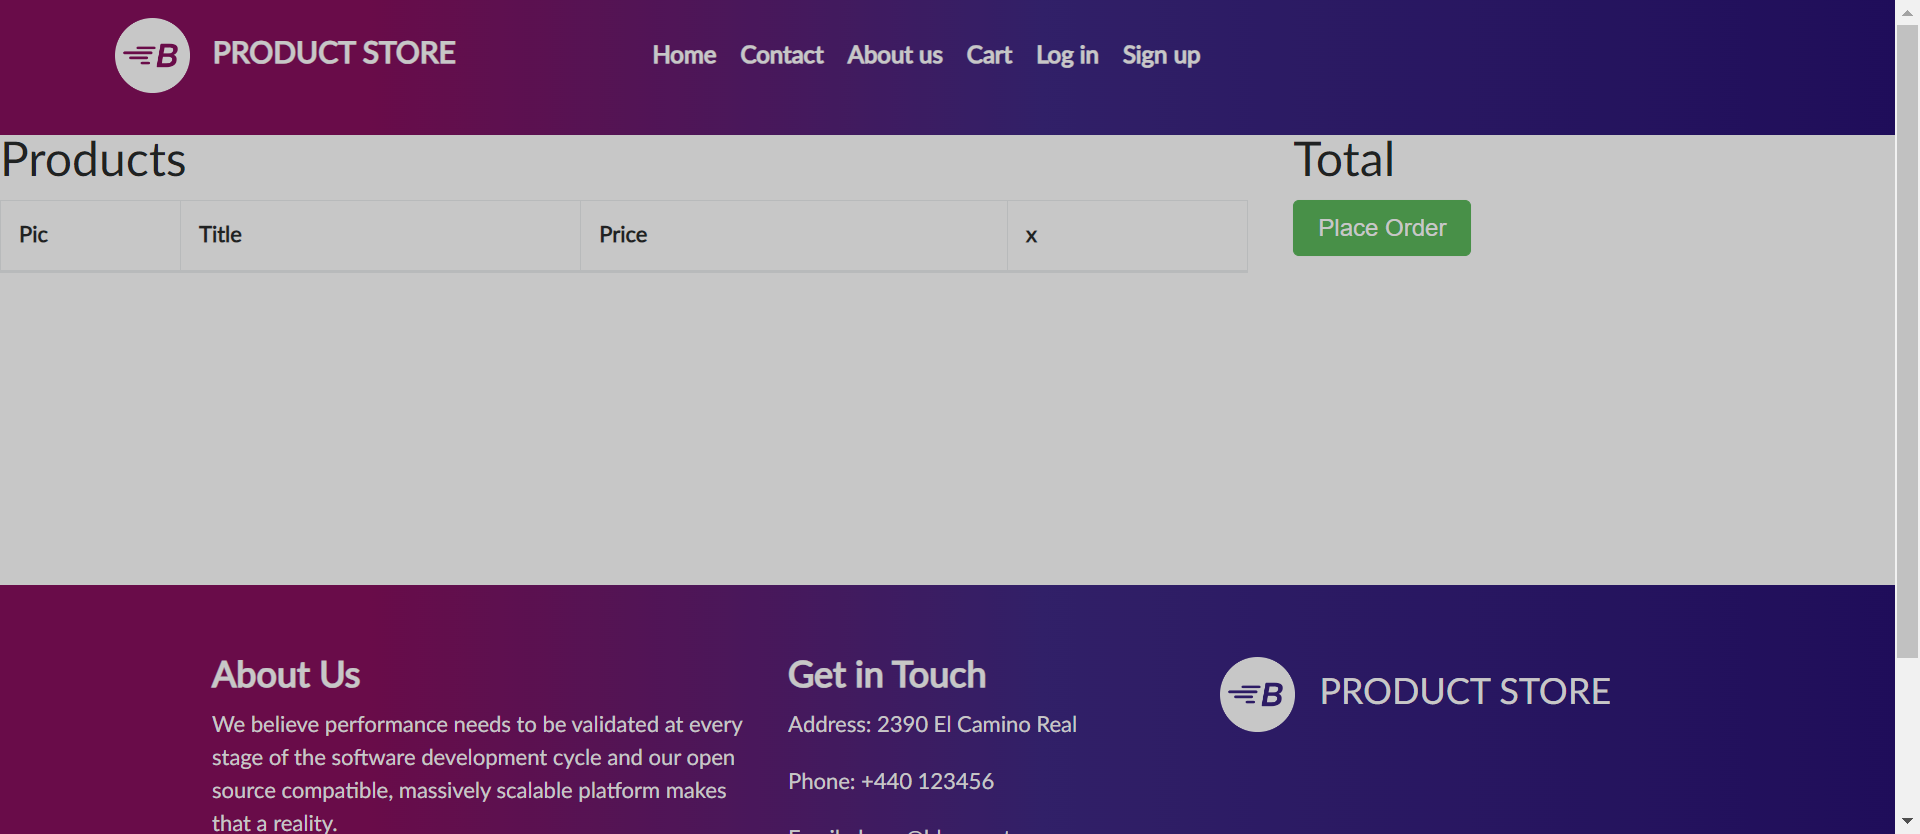 B
PRODUCT STORE
Home Contact About us Cart Log in Sign up
Products
Total
Pic Title Price x
Place Order
About Us
We believe performance needs to be validated at every
stage of the software development cycle and our open
source compatible, massively scalable platform makes
that a reality.
Get in Touch
Address: 2390 El Camino Real
Phone: +440 123456
B
PRODUCT STORE